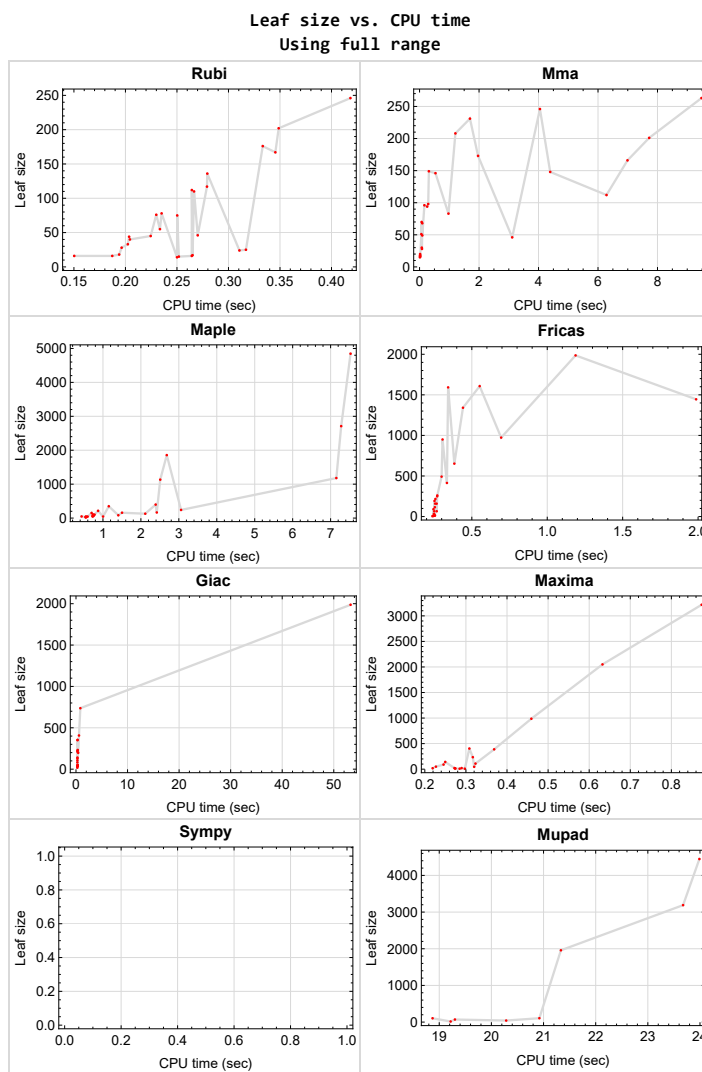 Leaf size vs. CPU time
Using full range
Rubi
250
200
150
100
50
0
Leaf size
0.15 0.20 0.25 0.30 0.35 0.40
CPU time (sec)
Mma
250
200
150
100
50
0
Leaf size
0 2 4 6 8
CPU time (sec)
Maple
5000
4000
3000
2000
1000
0
Leaf size
1 2 3 4 5 6 7
CPU time (sec)
Fricas
2000
1500
1000
500
0
Leaf size
0.5 1.0 1.5 2.0
CPU time (sec)
Giac
2000
1500
1000
500
0
Leaf size
0 10 20 30 40 50
CPU time (sec)
Maxima
3000
2500
2000
1500
1000
500
0
Leaf size
0.2 0.3 0.4 0.5 0.6 0.7 0.8
CPU time (sec)
Sympy
1.0
0.8
0.6
0.4
0.2
0.0
Leaf size
0.0 0.2 0.4 0.6 0.8 1.0
CPU time (sec)
Mupad
4000
3000
2000
1000
0
Leaf size
19 20 21 22 23 24
CPU time (sec)